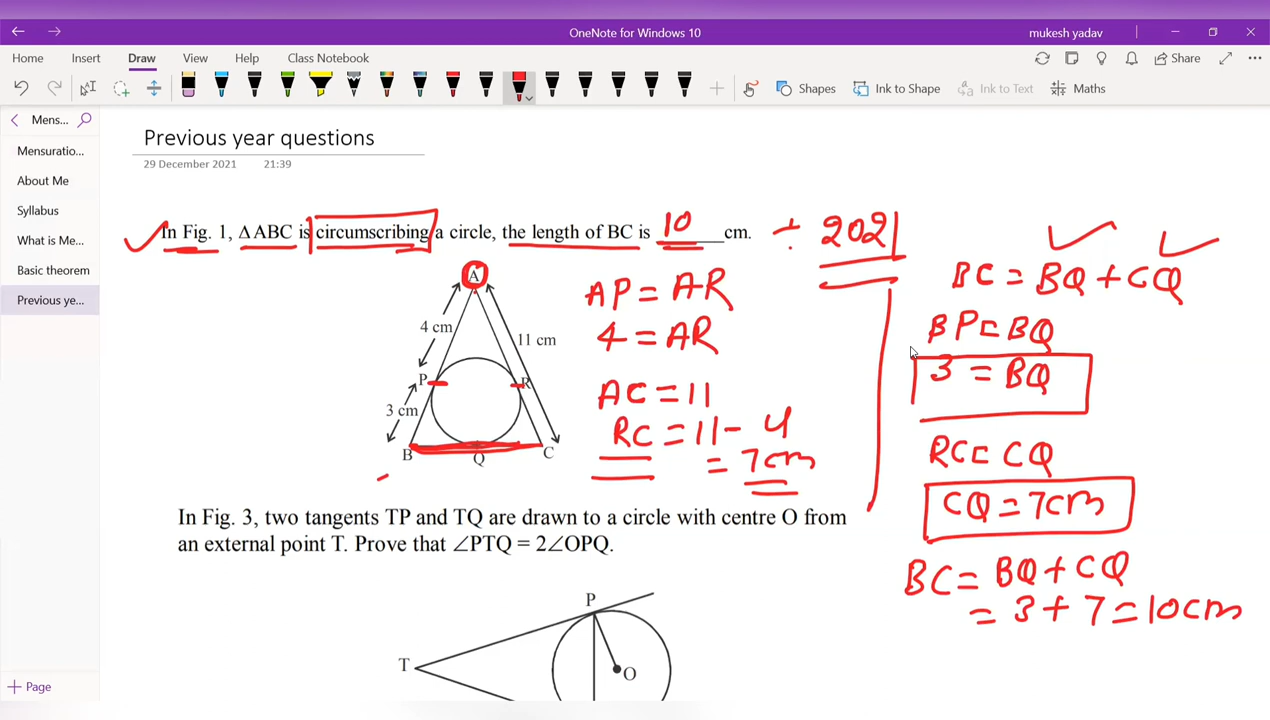 OneNote for Windows 10
mukesh yadav
Home Insert Draw View Help Class Notebook
Share
Shapes Ink to Shape Ink to Text Maths
Mens...
Mensuratio...
About Me
Syllabus
What is Me...
Basic theorem
Previous ye...
Page
Previous year questions
29 December 2021 21:39
In Fig. 1, ΔABC is circumscribing a circle, the length of BC is 10 cm. ÷ 2021
A
4 cm
11 cm
P
R
3 cm
B
Q
C
AP = AR
4 = AR
AC = 11
RC = 11 - 4
= 7cm
BC = BQ + CQ
BP = BQ
3 = BQ
RC = CQ
CQ = 7cm
BC = BQ + CQ
= 3 + 7 = 10cm
In Fig. 3, two tangents TP and TQ are drawn to a circle with centre O from
an external point T. Prove that ∠PTQ = 2∠OPQ.
P
T
O